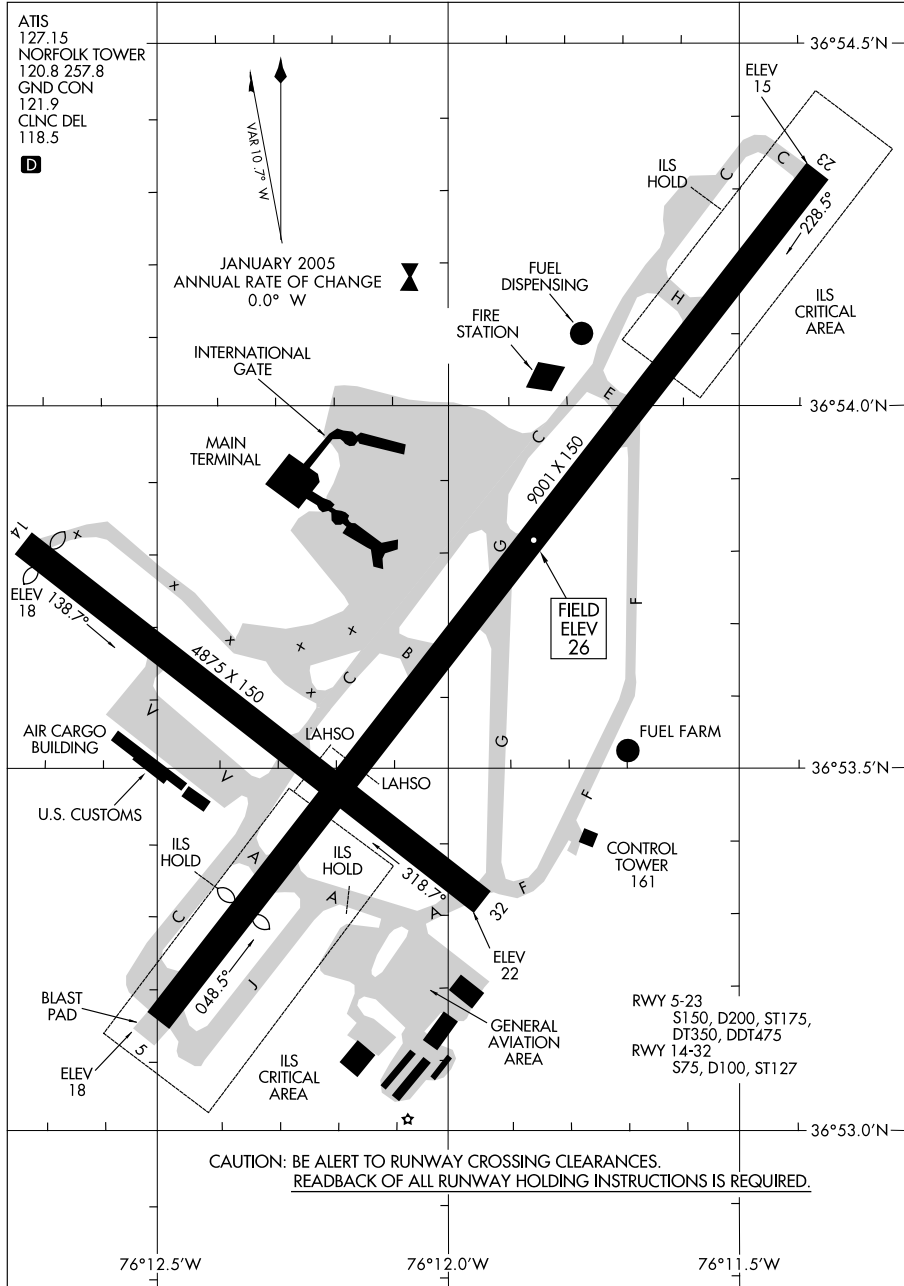 ATIS
127.15
NORFOLK TOWER
120.8 257.8
GND CON
121.9
CLNC DEL
118.5
D
VAR 10.7° W
JANUARY 2005
ANNUAL RATE OF CHANGE
0.0° W
36°54.5'N
ELEV
15
ILS
HOLD
C
C
23
228.5°
H
ILS
CRITICAL
AREA
FUEL
DISPENSING
FIRE
STATION
INTERNATIONAL
GATE
MAIN
TERMINAL
36°54.0'N
E
C
9001 X 150
G
F
FIELD
ELEV
26
14
X
X
X
X
X
X
ELEV
18
138.7°
4875 X 150
B
C
G
V
V
AIR CARGO
BUILDING
U.S. CUSTOMS
LAHSO
LAHSO
FUEL FARM
36°53.5'N
F
CONTROL
TOWER
161
ILS
HOLD
A
ILS
HOLD
A
318.7°
A
F
32
C
J
048.5°
ELEV
22
BLAST
PAD
5
ELEV
18
ILS
CRITICAL
AREA
GENERAL
AVIATION
AREA
RWY 5-23
S150, D200, ST175,
DT350, DDT475
RWY 14-32
S75, D100, ST127
36°53.0'N
CAUTION: BE ALERT TO RUNWAY CROSSING CLEARANCES.
READBACK OF ALL RUNWAY HOLDING INSTRUCTIONS IS REQUIRED.
76°12.5'W
76°12.0'W
76°11.5'W